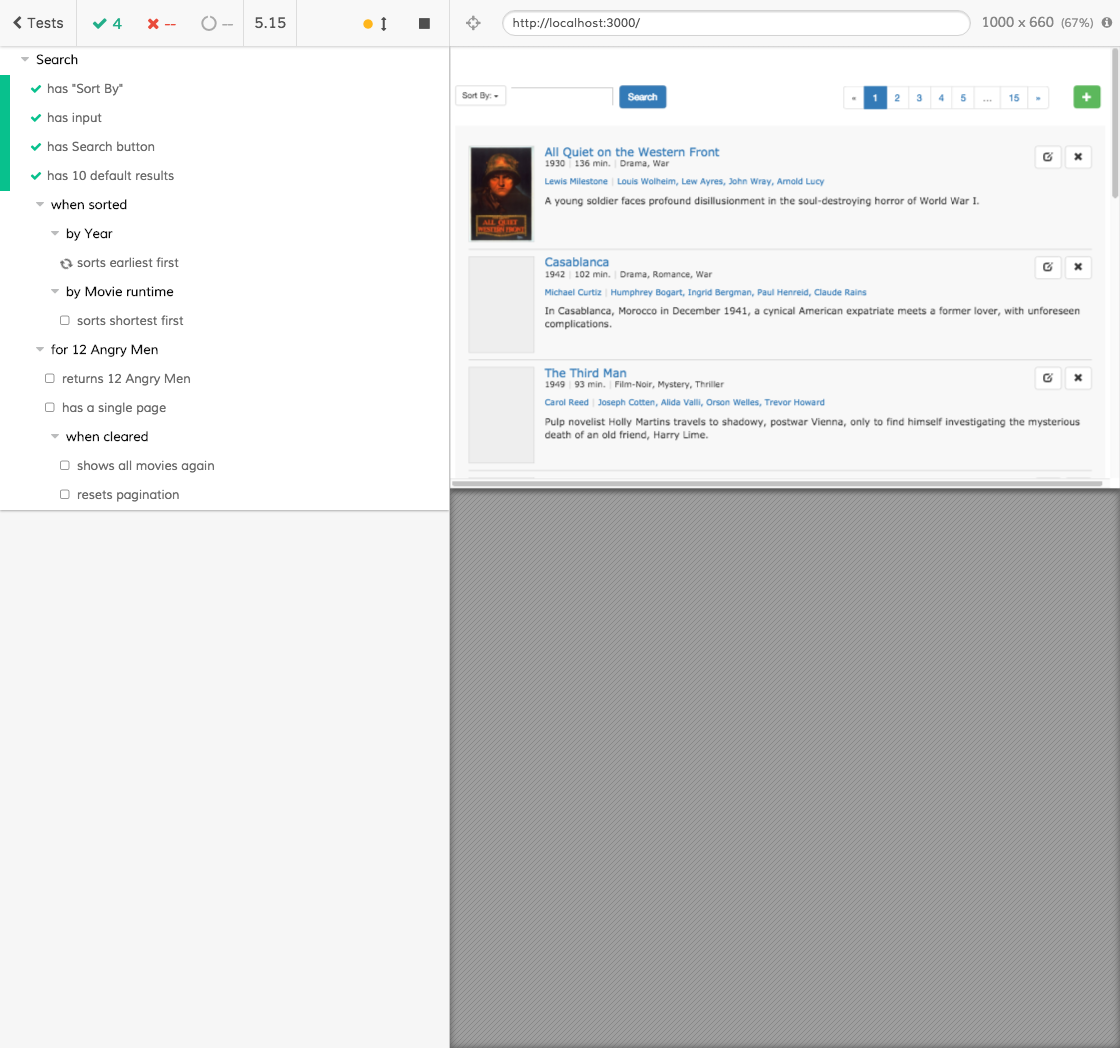 Tests
4
--
--
5.15
http://localhost:3000/
1000 x 660 (67%)
Search
has "Sort By"
has input
has Search button
has 10 default results
when sorted
by Year
sorts earliest first
by Movie runtime
sorts shortest first
for 12 Angry Men
returns 12 Angry Men
has a single page
when cleared
shows all movies again
resets pagination
Sort By:
Search
« 1 2 3 4 5 ... 15 »
All Quiet on the Western Front
1930 | 136 min. | Drama, War
Lewis Milestone | Louis Wolheim, Lew Ayres, John Wray, Arnold Lucy
A young soldier faces profound disillusionment in the soul-destroying horror of World War I.
ALL QUIET
WESTERN FRONT
Casablanca
1942 | 102 min. | Drama, Romance, War
Michael Curtiz | Humphrey Bogart, Ingrid Bergman, Paul Henreid, Claude Rains
In Casablanca, Morocco in December 1941, a cynical American expatriate meets a former lover, with unforeseen
complications.
The Third Man
1949 | 93 min. | Film-Noir, Mystery, Thriller
Carol Reed | Joseph Cotten, Alida Valli, Orson Welles, Trevor Howard
Pulp novelist Holly Martins travels to shadowy, postwar Vienna, only to find himself investigating the mysterious
death of an old friend, Harry Lime.